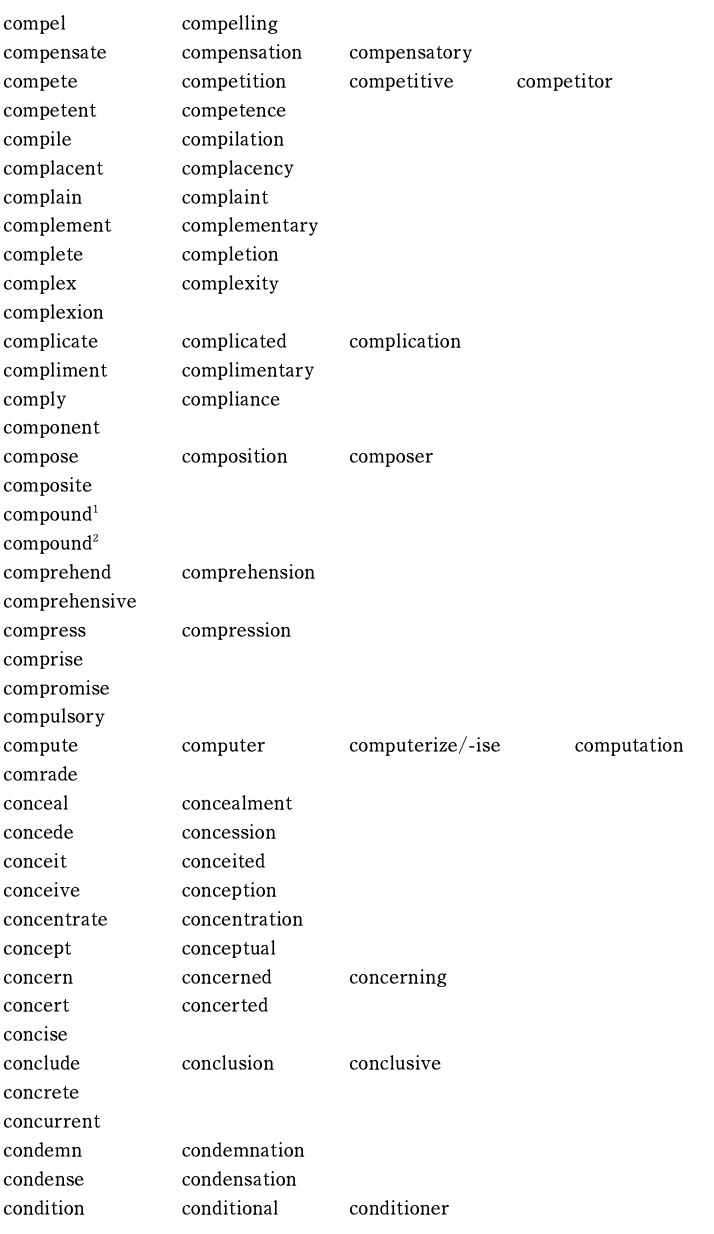 compel compelling
compensate compensation compensatory
compete competition competitive competitor
competent competence
compile compilation
complacent complacency
complain complaint
complement complementary
complete completion
complex complexity
complexion
complicate complicated complication
compliment complimentary
comply compliance
component
compose composition composer
composite
compound¹
compound²
comprehend comprehension
comprehensive
compress compression
comprise
compromise
compulsory
compute computer computerize/-ise computation
comrade
conceal concealment
concede concession
conceit conceited
conceive conception
concentrate concentration
concept conceptual
concern concerned concerning
concert concerted
concise
conclude conclusion conclusive
concrete
concurrent
condemn condemnation
condense condensation
condition conditional conditioner